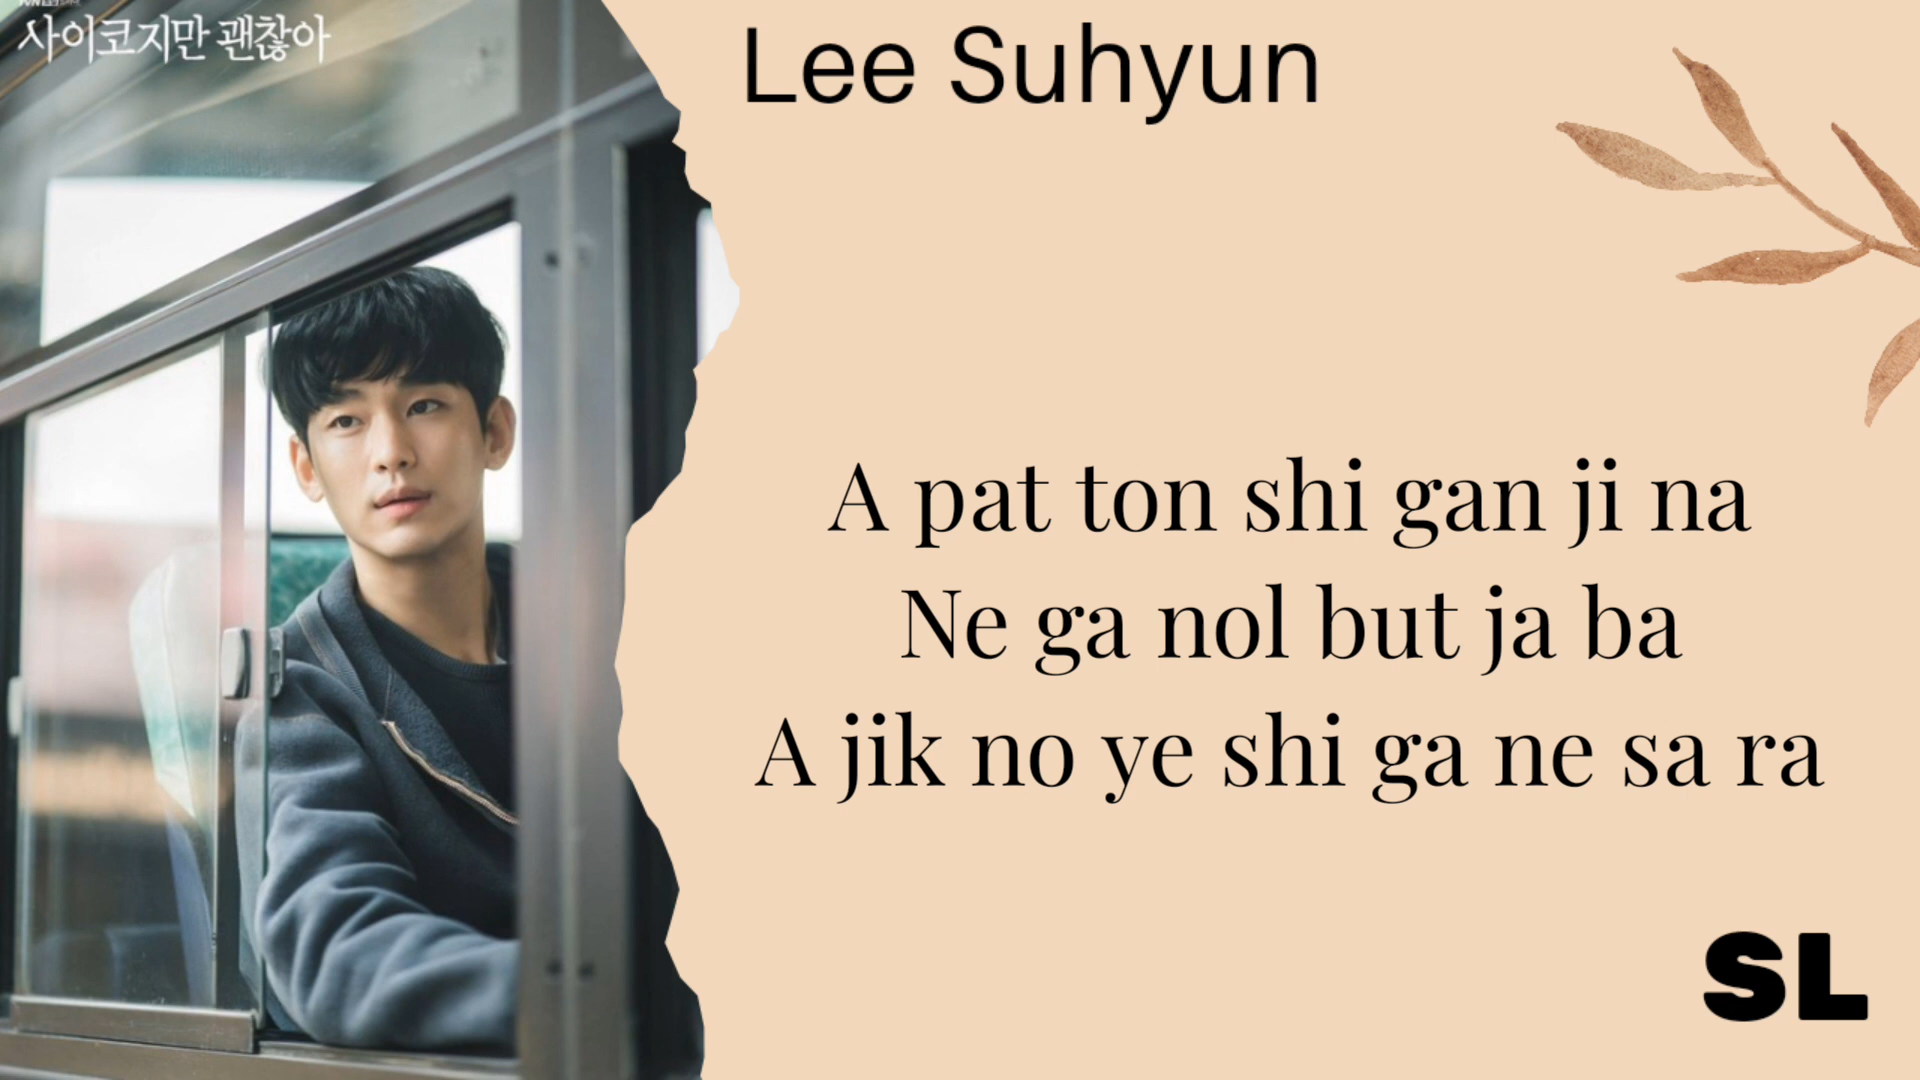 사이코지만 괜찮아
Lee Suhyun
A pat ton shi gan ji na
Ne ga nol but ja ba
A jik no ye shi ga ne sa ra
SL